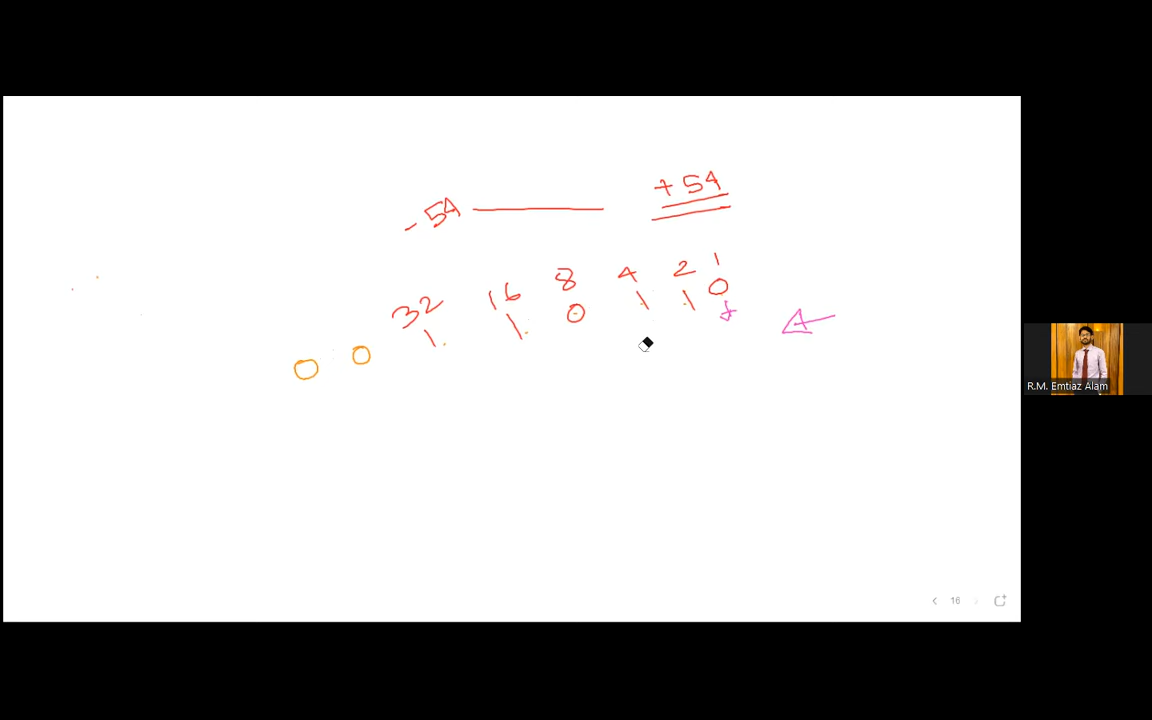 + 54
- 54
32 16 8 4 2 1
0 0 1 1 0 1 1 0
R.M. Emtiaz Alam
16